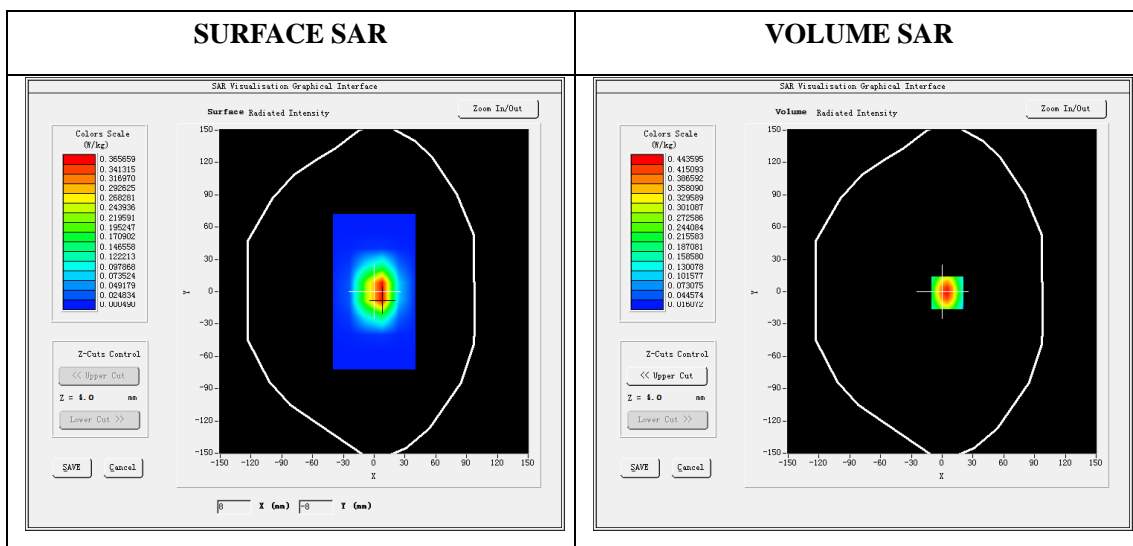 SURFACE SAR
VOLUME SAR
SAR Visualisation Graphical Interface
Surface Radiated Intensity
Zoom In/Out
Colors Scale
(W/kg)
0.365659
0.341315
0.316970
0.292625
0.268281
0.243936
0.219591
0.195247
0.170902
0.146558
0.122213
0.097868
0.073524
0.049179
0.024834
0.000490
150
120
90
60
30
0
-30
-60
-90
-120
-150
Y
-150 -120 -90 -60 -30 0 30 60 90 120 150
X
Z-Cuts Control
<< Upper Cut
Z = 4.0 mm
Lower Cut >>
SAVE Cancel
8 X (mm) -8 Y (mm)
SAR Visualisation Graphical Interface
Volume Radiated Intensity
Zoom In/Out
Colors Scale
(W/kg)
0.443595
0.415093
0.386592
0.358090
0.329589
0.301087
0.272586
0.244084
0.215583
0.187081
0.158580
0.130078
0.101577
0.073075
0.044574
0.016072
150
120
90
60
30
0
-30
-60
-90
-120
-150
Y
-150 -120 -90 -60 -30 0 30 60 90 120 150
X
Z-Cuts Control
<< Upper Cut
Z = 4.0 mm
Lower Cut >>
SAVE Cancel